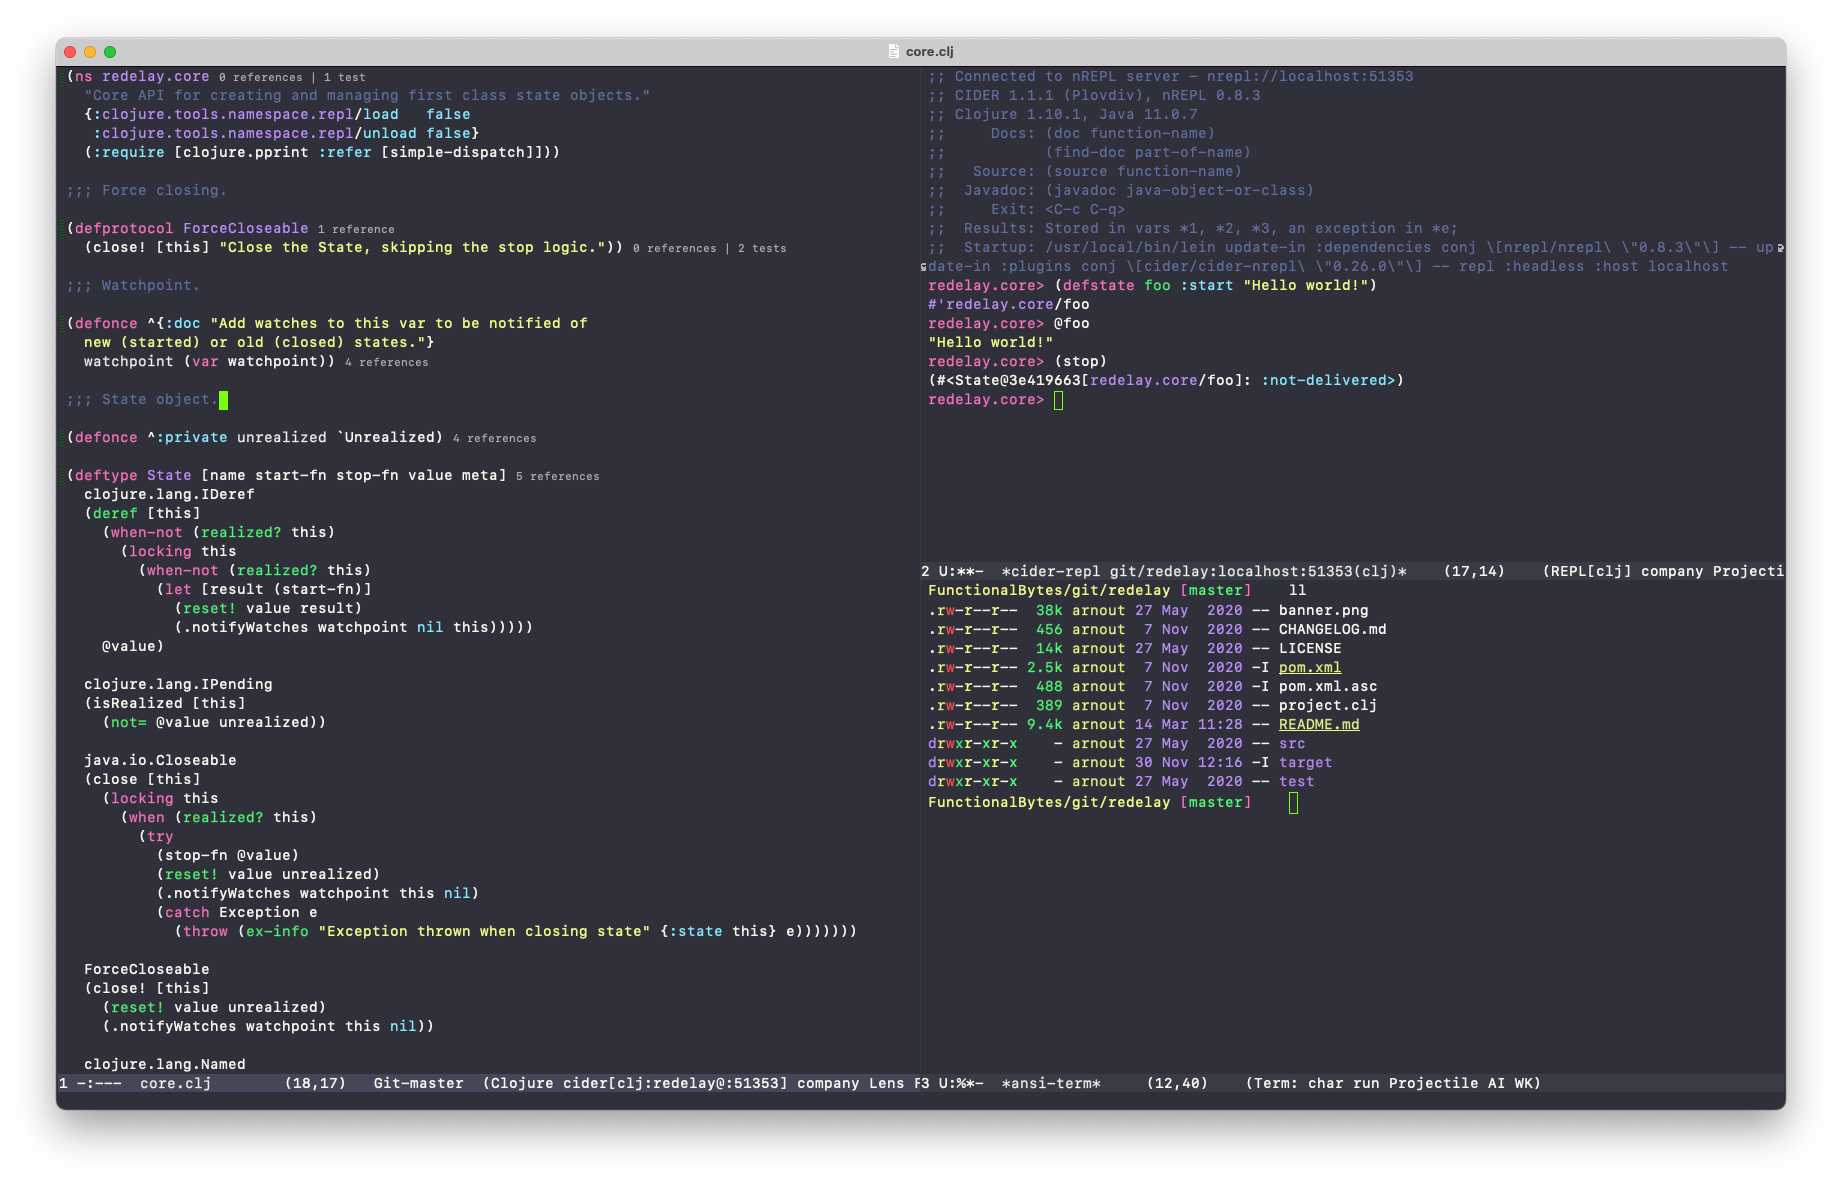 core.clj
(ns redelay.core 0 references | 1 test
  "Core API for creating and managing first class state objects."
  {:clojure.tools.namespace.repl/load   false
   :clojure.tools.namespace.repl/unload false}
  (:require [clojure.pprint :refer [simple-dispatch]]))

;;; Force closing.

(defprotocol ForceCloseable 1 reference
  (close! [this] "Close the State, skipping the stop logic.")) 0 references | 2 tests

;;; Watchpoint.

(defonce ^{:doc "Add watches to this var to be notified of
  new (started) or old (closed) states."}
  watchpoint (var watchpoint)) 4 references

;;; State object.

(defonce ^:private unrealized `Unrealized) 4 references

(deftype State [name start-fn stop-fn value meta] 5 references
  clojure.lang.IDeref
  (deref [this]
    (when-not (realized? this)
      (locking this
        (when-not (realized? this)
          (let [result (start-fn)]
            (reset! value result)
            (.notifyWatches watchpoint nil this)))))
    @value)

  clojure.lang.IPending
  (isRealized [this]
    (not= @value unrealized))

  java.io.Closeable
  (close [this]
    (locking this
      (when (realized? this)
        (try
          (stop-fn @value)
          (reset! value unrealized)
          (.notifyWatches watchpoint this nil)
          (catch Exception e
            (throw (ex-info "Exception thrown when closing state" {:state this} e)))))))

  ForceCloseable
  (close! [this]
    (reset! value unrealized)
    (.notifyWatches watchpoint this nil))

  clojure.lang.Named
1 -:---  core.clj        (18,17)   Git-master  (Clojure cider[clj:redelay@:51353] company Lens
;; Connected to nREPL server - nrepl://localhost:51353
;; CIDER 1.1.1 (Plovdiv), nREPL 0.8.3
;; Clojure 1.10.1, Java 11.0.7
;;     Docs: (doc function-name)
;;           (find-doc part-of-name)
;;   Source: (source function-name)
;;  Javadoc: (javadoc java-object-or-class)
;;     Exit: <C-c C-q>
;;  Results: Stored in vars *1, *2, *3, an exception in *e;
;;  Startup: /usr/local/bin/lein update-in :dependencies conj \[nrepl/nrepl\ \"0.8.3\"\] -- up
date-in :plugins conj \[cider/cider-nrepl\ \"0.26.0\"\] -- repl :headless :host localhost
redelay.core> (defstate foo :start "Hello world!")
#'redelay.core/foo
redelay.core> @foo
"Hello world!"
redelay.core> (stop)
(#<State@3e419663[redelay.core/foo]: :not-delivered>)
redelay.core>
2 U:**-  *cider-repl git/redelay:localhost:51353(clj)*    (17,14)    (REPL[clj] company Projecti
FunctionalBytes/git/redelay [master]    ll
.rw-r--r--  38k arnout 27 May  2020 -- banner.png
.rw-r--r--  456 arnout  7 Nov  2020 -- CHANGELOG.md
.rw-r--r--  14k arnout 27 May  2020 -- LICENSE
.rw-r--r-- 2.5k arnout  7 Nov  2020 -I pom.xml
.rw-r--r--  488 arnout  7 Nov  2020 -I pom.xml.asc
.rw-r--r--  389 arnout  7 Nov  2020 -- project.clj
.rw-r--r-- 9.4k arnout 14 Mar 11:28 -- README.md
drwxr-xr-x    - arnout 27 May  2020 -- src
drwxr-xr-x    - arnout 30 Nov 12:16 -I target
drwxr-xr-x    - arnout 27 May  2020 -- test
FunctionalBytes/git/redelay [master]
3 U:%*-  *ansi-term*     (12,40)    (Term: char run Projectile AI WK)